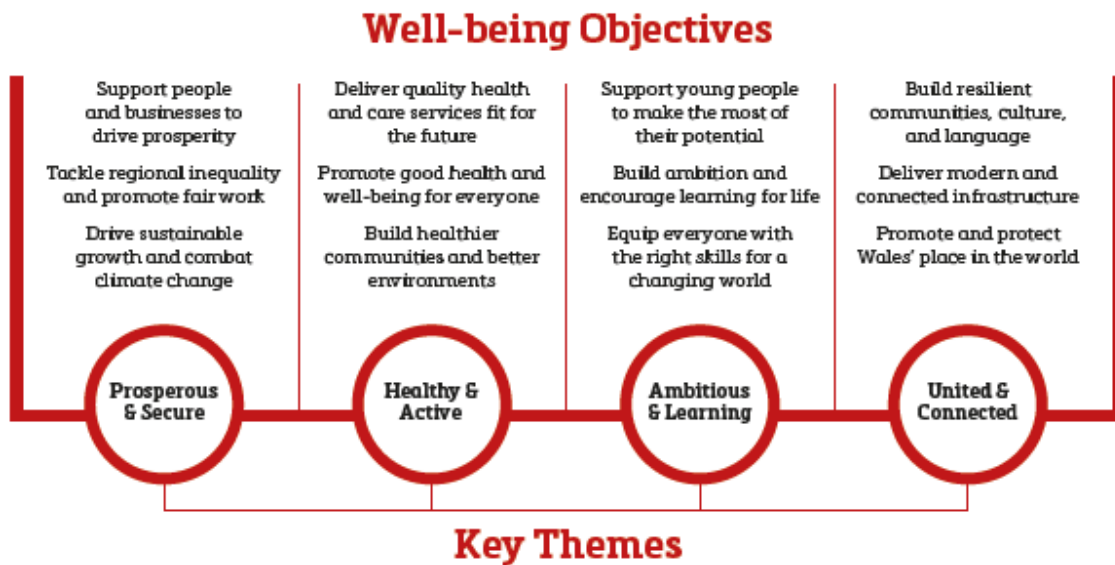 Well-being Objectives
Support people
and businesses to
drive prosperity
Tackle regional inequality
and promote fair work
Drive sustainable
growth and combat
climate change
Deliver quality health
and care services fit for
the future
Promote good health and
well-being for everyone
Build healthier
communities and better
environments
Support young people
to make the most of
their potential
Build ambition and
encourage learning for life
Equip everyone with
the right skills for a
changing world
Build resilient
communities, culture,
and language
Deliver modern and
connected infrastructure
Promote and protect
Wales' place in the world
Prosperous
& Secure
Healthy &
Active
Ambitious
& Learning
United &
Connected
Key Themes